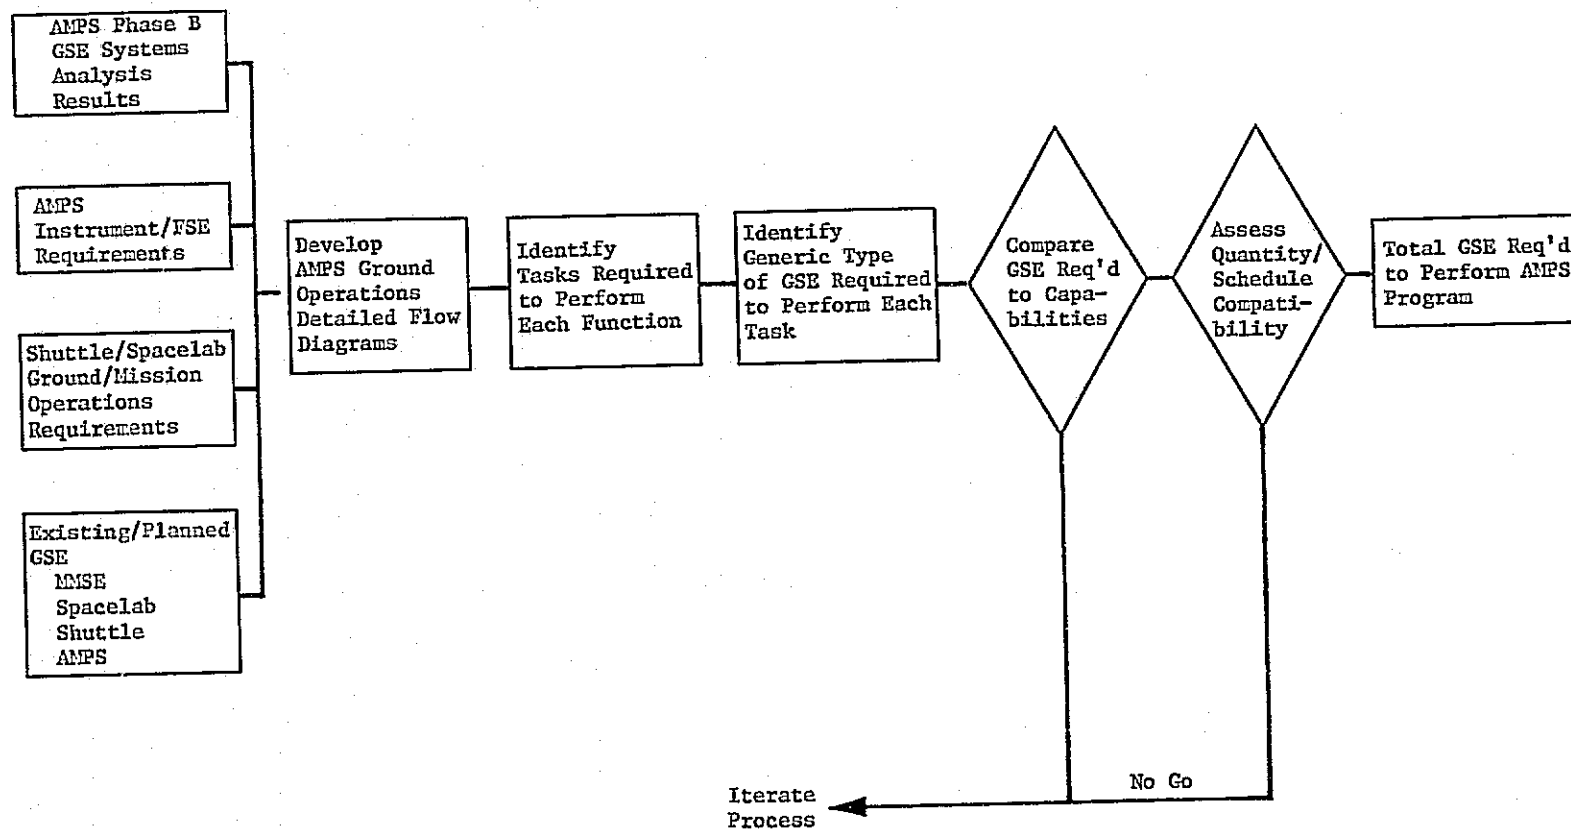 AMPS Phase B
GSE Systems
Analysis
Results
AMPS
Instrument/FSE
Requirements
Shuttle/Spacelab
Ground/Mission
Operations
Requirements
Existing/Planned
GSE
MMSE
Spacelab
Shuttle
AMPS
Develop
AMPS Ground
Operations
Detailed Flow
Diagrams
Identify
Tasks Required
to Perform
Each Function
Identify
Generic Type
of GSE Required
to Perform Each
Task
Compare
GSE Req'd
to Capa-
bilities
Assess
Quantity/
Schedule
Compati-
bility
Total GSE Req'd
to Perform AMPS
Program
No Go
Iterate
Process